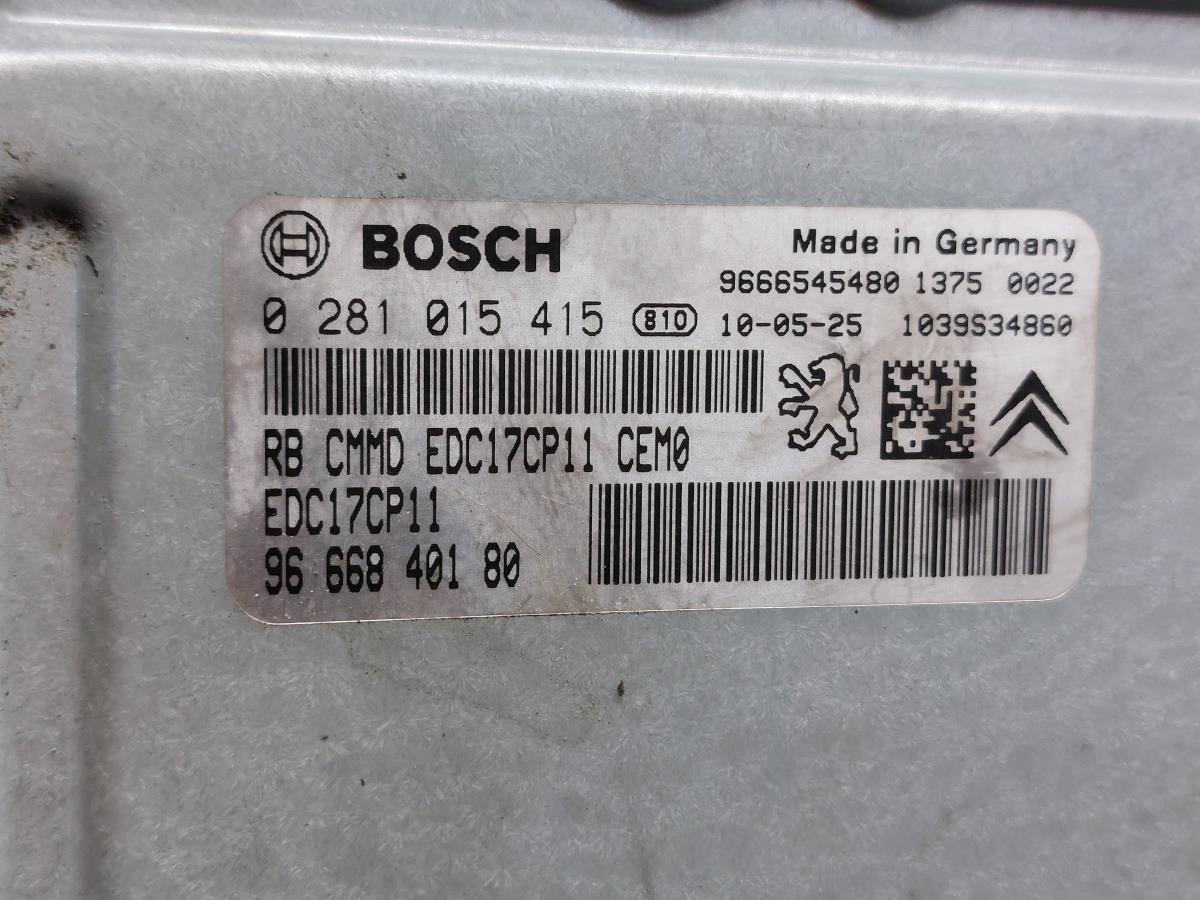 BOSCH
Made in Germany
9666545480 1375 0022
0 281 015 415 810 10-05-25 1039S34860
RB CMMD EDC17CP11 CEM0
EDC17CP11
96 668 401 80